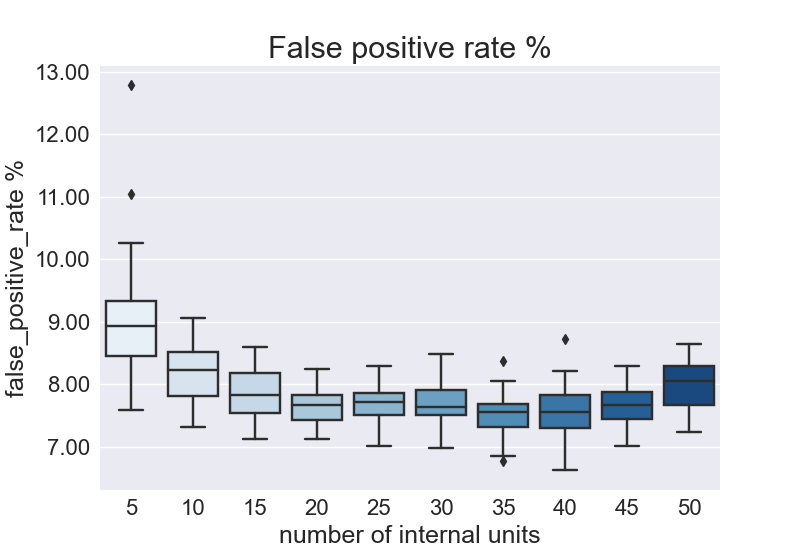 False positive rate %
false_positive_rate %
13.00
12.00
11.00
10.00
9.00
8.00
7.00
5 10 15 20 25 30 35 40 45 50
number of internal units